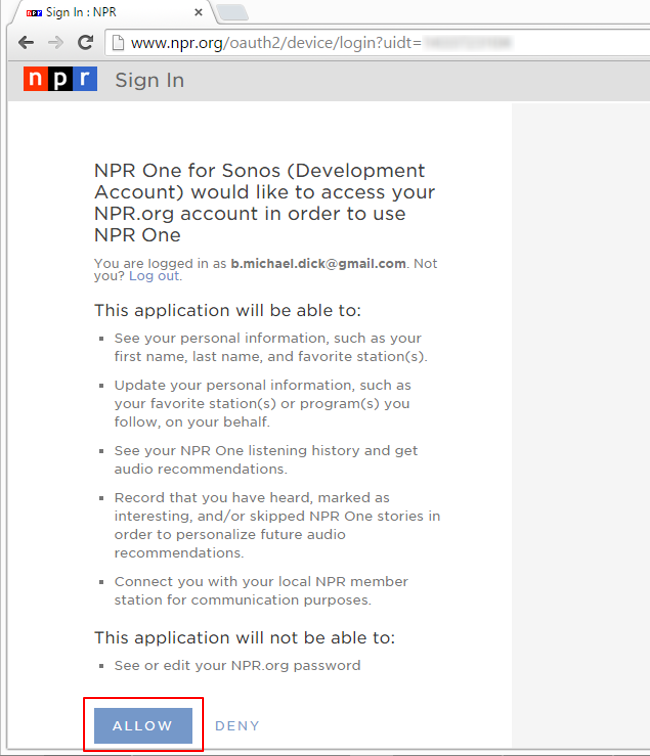 Sign In : NPR
www.npr.org/oauth2/device/login?uidt=
npr Sign In
NPR One for Sonos (Development
Account) would like to access your
NPR.org account in order to use
NPR One
You are logged in as b.michael.dick@gmail.com. Not
you? Log out.
This application will be able to:
See your personal information, such as your
first name, last name, and favorite station(s).
Update your personal information, such as
your favorite station(s) or program(s) you
follow, on your behalf.
See your NPR One listening history and get
audio recommendations.
Record that you have heard, marked as
interesting, and/or skipped NPR One stories in
order to personalize future audio
recommendations.
Connect you with your local NPR member
station for communication purposes.
This application will not be able to:
See or edit your NPR.org password
ALLOW DENY